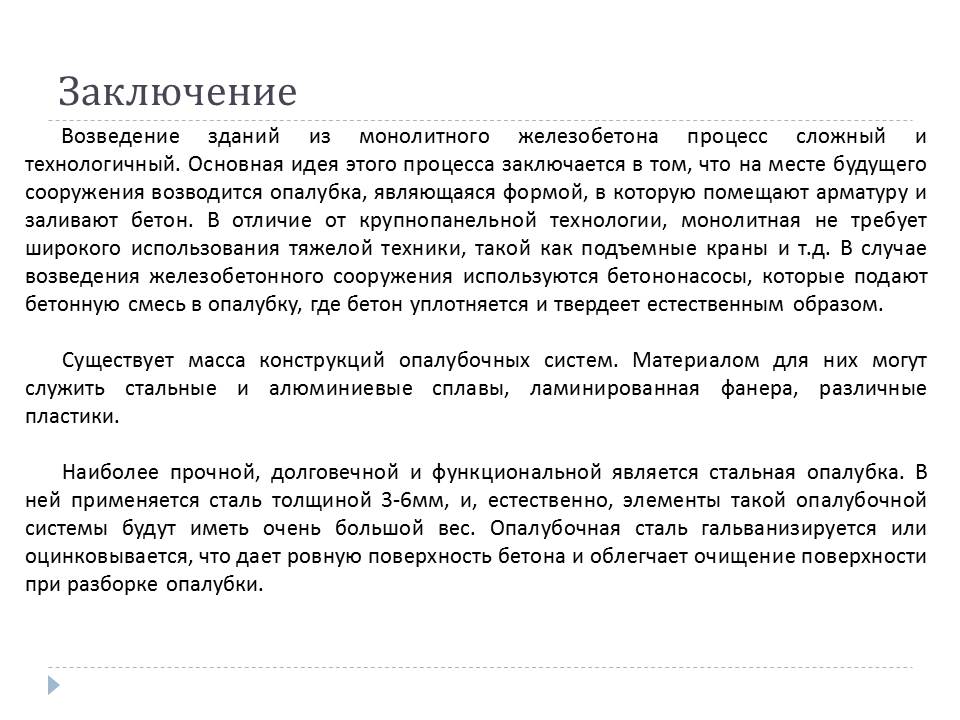 Заключение
Возведение зданий из монолитного железобетона процесс сложный и
технологичный. Основная идея этого процесса заключается в том, что на месте будущего
сооружения возводится опалубка, являющаяся формой, в которую помещают арматуру и
заливают бетон. В отличие от крупнопанельной технологии, монолитная не требует
широкого использования тяжелой техники, такой как подъемные краны и т.д. В случае
возведения железобетонного сооружения используются бетононасосы, которые подают
бетонную смесь в опалубку, где бетон уплотняется и твердеет естественным образом.
Существует масса конструкций опалубочных систем. Материалом для них могут
служить стальные и алюминиевые сплавы, ламинированная фанера, различные
пластики.
Наиболее прочной, долговечной и функциональной является стальная опалубка. В
ней применяется сталь толщиной 3-6мм, и, естественно, элементы такой опалубочной
системы будут иметь очень большой вес. Опалубочная сталь гальванизируется или
оцинковывается, что дает ровную поверхность бетона и облегчает очищение поверхности
при разборке опалубки.